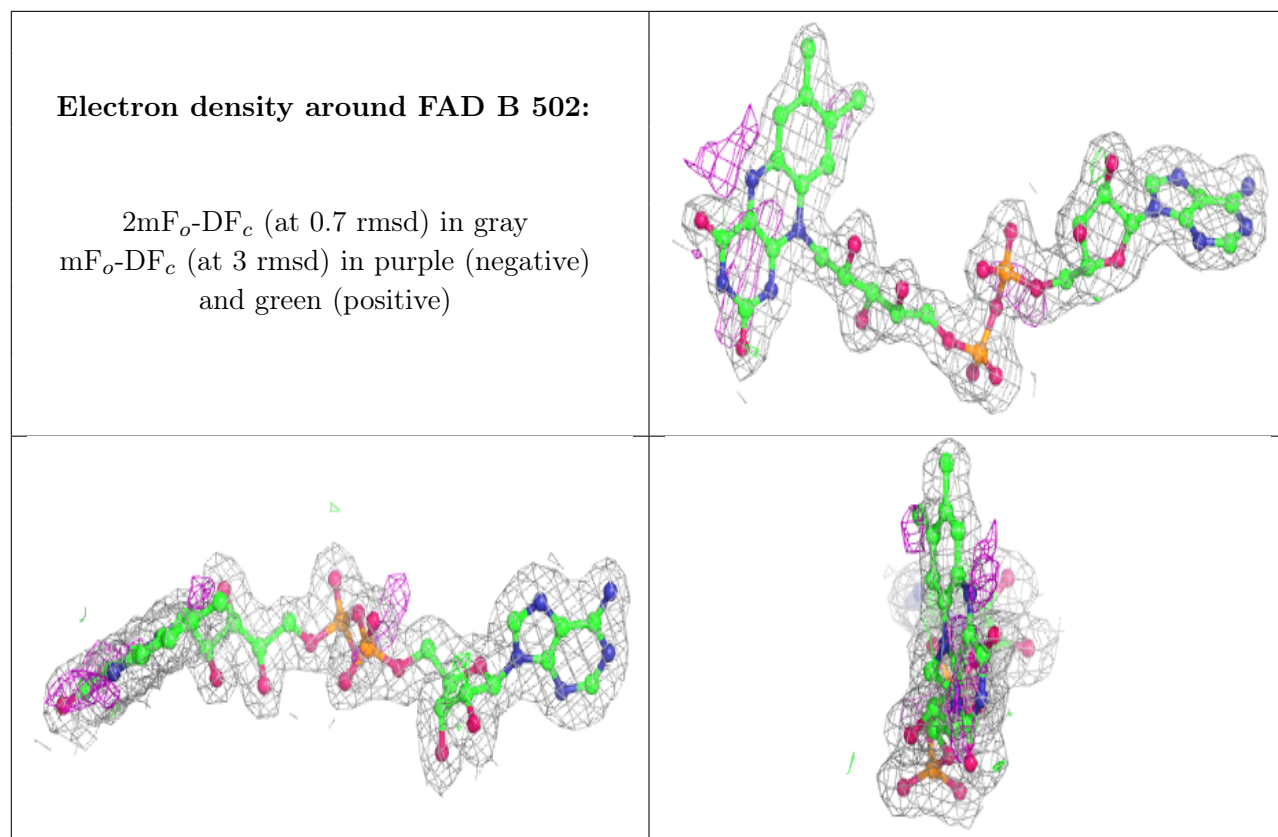 Electron density around FAD B 502:
2mFo-DFc (at 0.7 rmsd) in gray
mFo-DFc (at 3 rmsd) in purple (negative)
and green (positive)